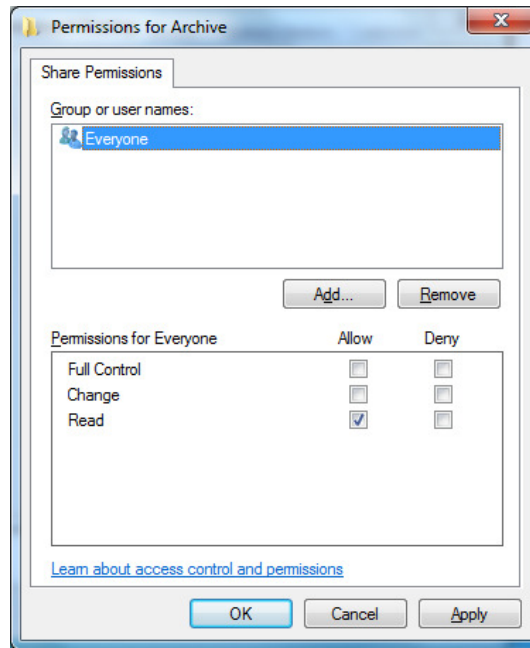 Permissions for Archive
Share Permissions
Group or user names:
Everyone
Add... Remove
Permissions for Everyone Allow Deny
Full Control
Change
Read
Learn about access control and permissions
OK Cancel Apply